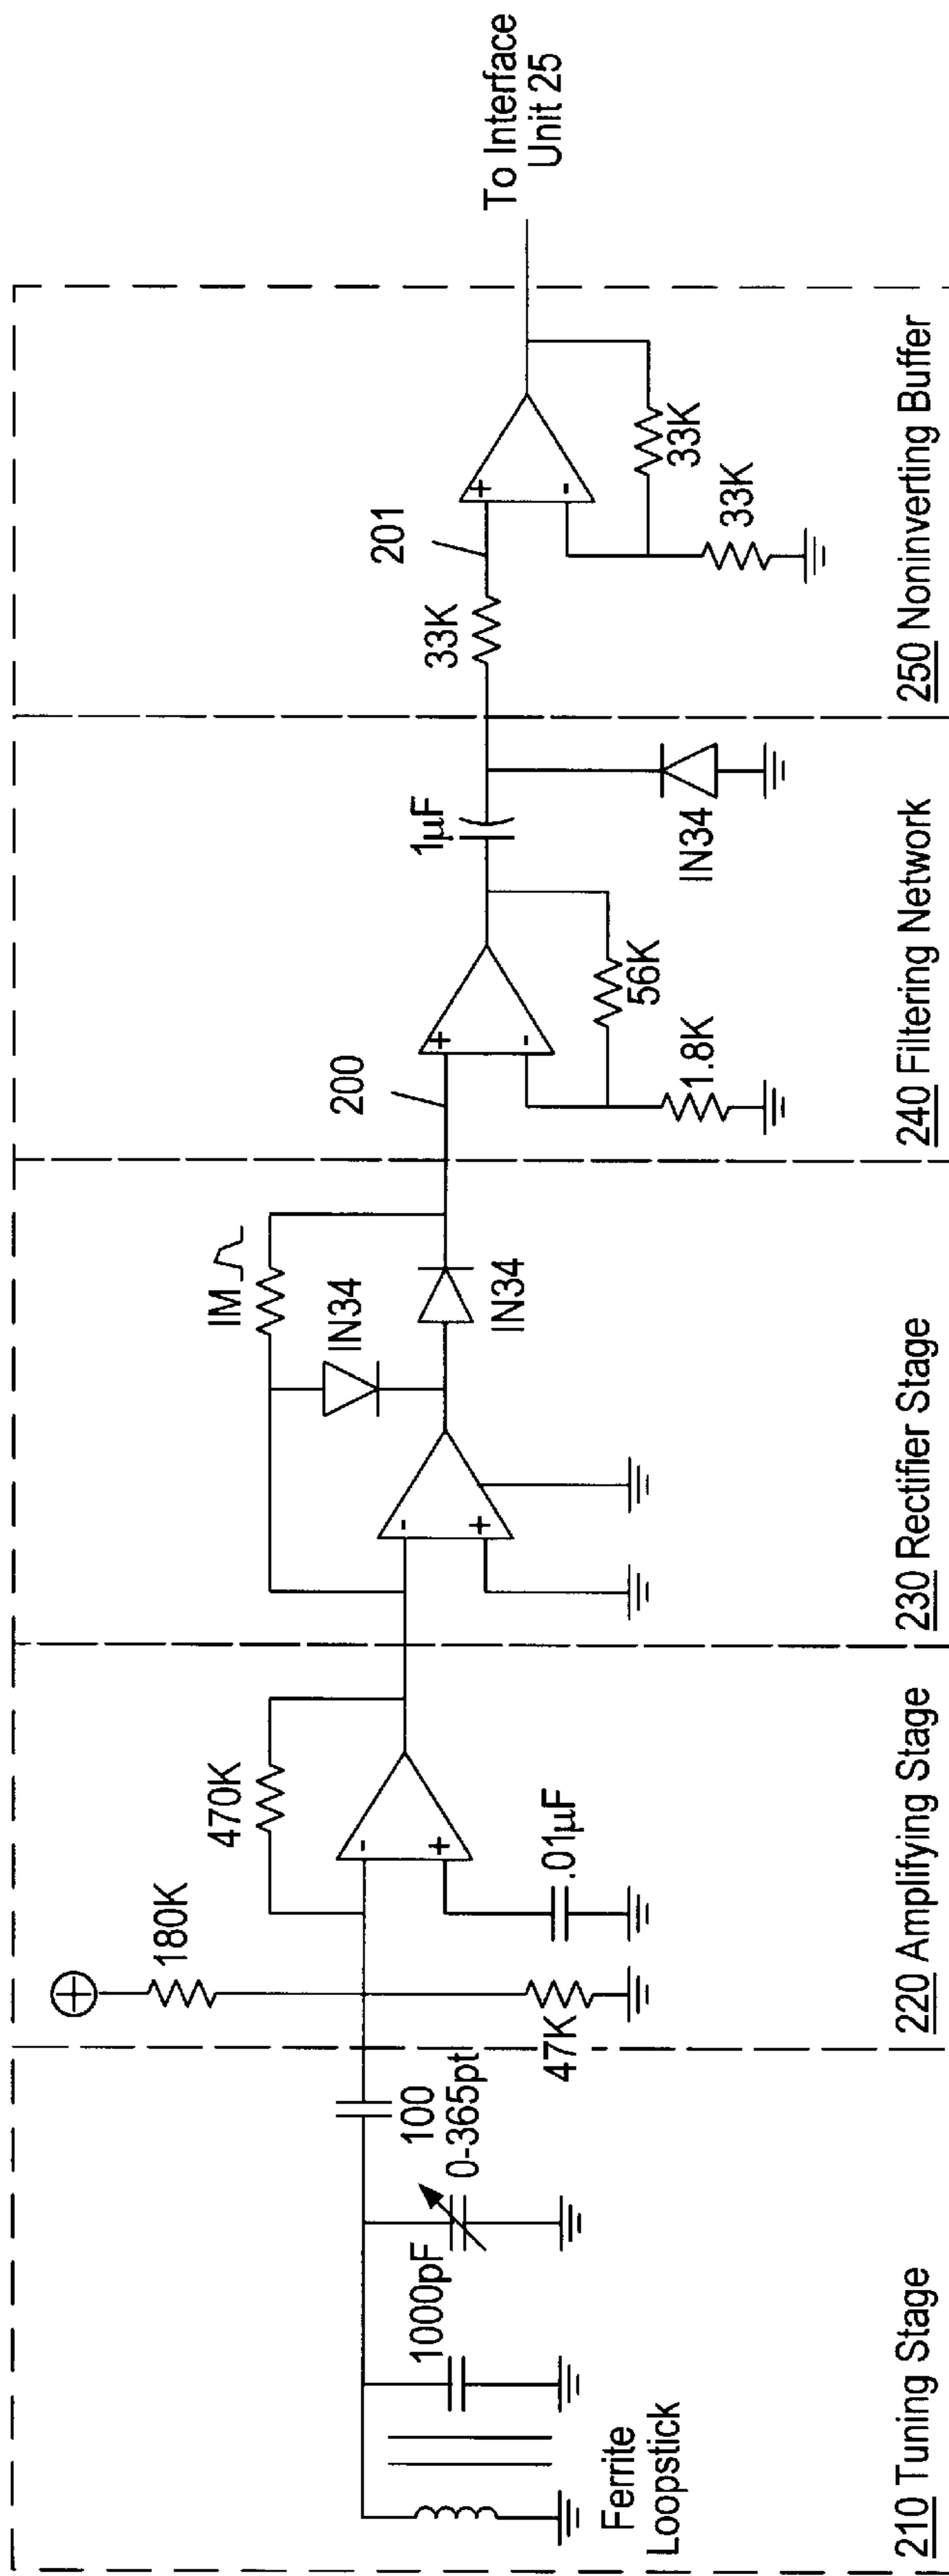 180K
470K
IM
IN34
IN34
1µF
33K
201
200
To Interface
Unit 25
100
0-365pt
1000pF
Ferrite
Loopstick
47K
.01µF
-
+
-
+
+
-
56K
1.8K
IN34
+
-
33K
33K
210 Tuning Stage
220 Amplifying Stage
230 Rectifier Stage
240 Filtering Network
250 Noninverting Buffer